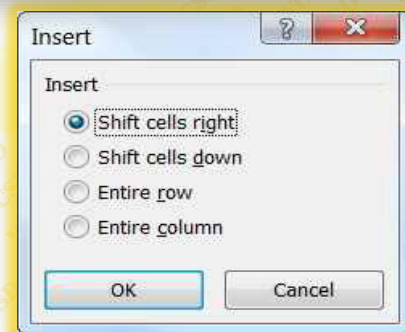 Insert
?
Insert
Shift cells right
Shift cells down
Entire row
Entire column
OK
Cancel